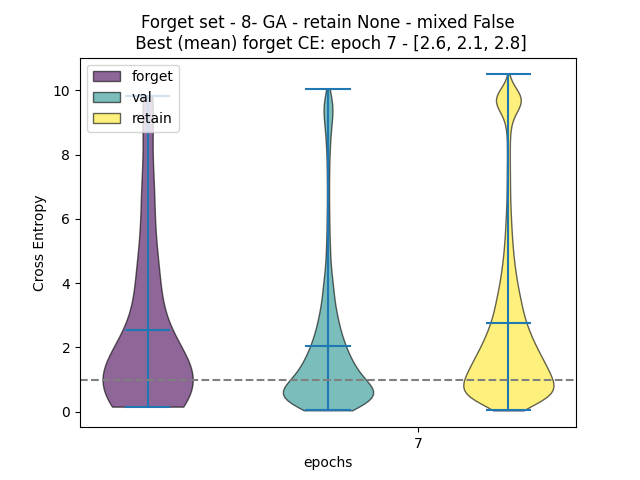 Forget set - 8- GA - retain None - mixed False
Best (mean) forget CE: epoch 7 - [2.6, 2.1, 2.8]
forget
val
retain
10
8
6
4
2
0
Cross Entropy
7
epochs